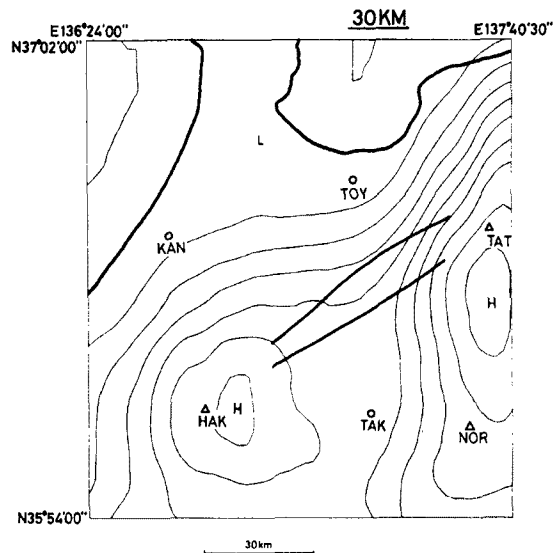 30KM
E136°24'00"
E137°40'30"
N37°02'00"
L
TOY
KAN
TAT
H
HAK
H
TAK
NOR
N35°54'00"
30km